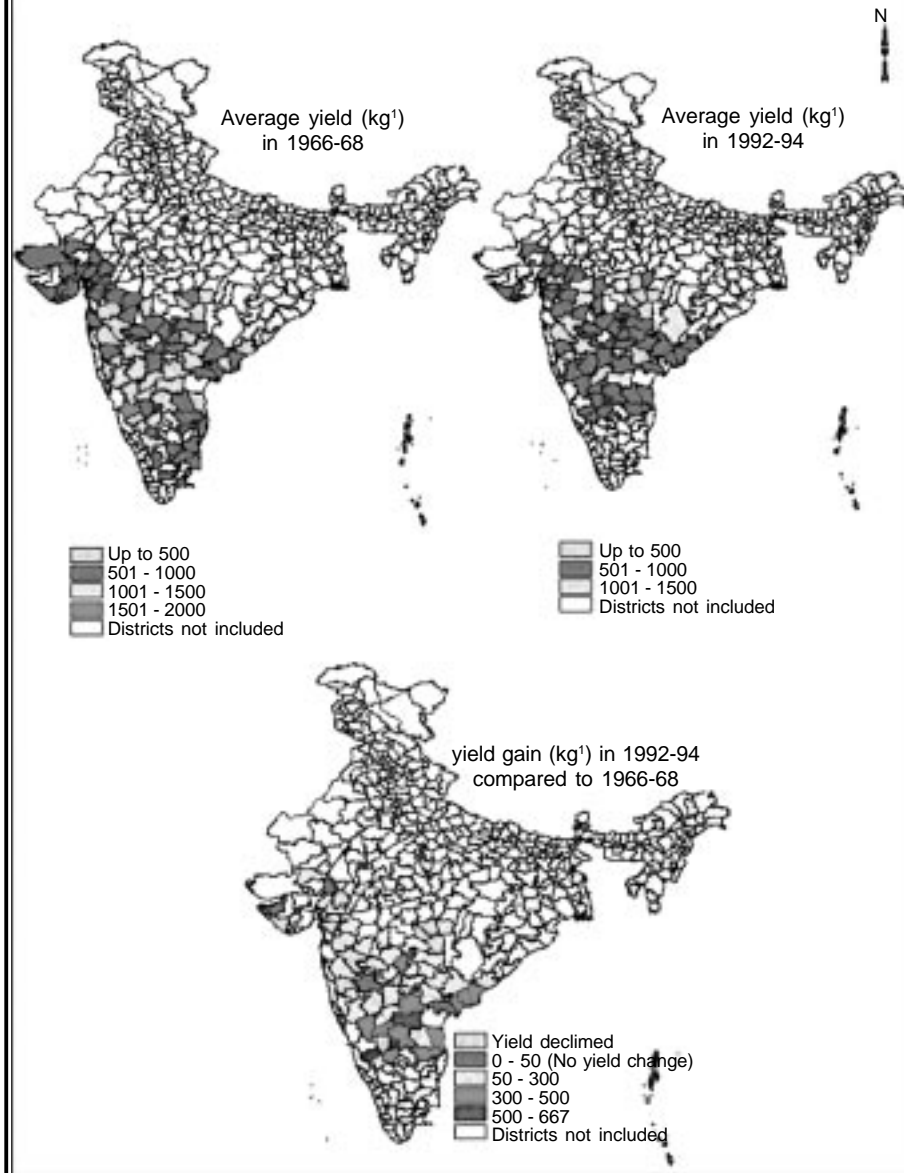 N
Average yield (kg¹)
in 1966-68
Average yield (kg¹)
in 1992-94
Up to 500
501 - 1000
1001 - 1500
1501 - 2000
Districts not included
Up to 500
501 - 1000
1001 - 1500
Districts not included
yield gain (kg¹) in 1992-94
compared to 1966-68
Yield declimed
0 - 50 (No yield change)
50 - 300
300 - 500
500 - 667
Districts not included